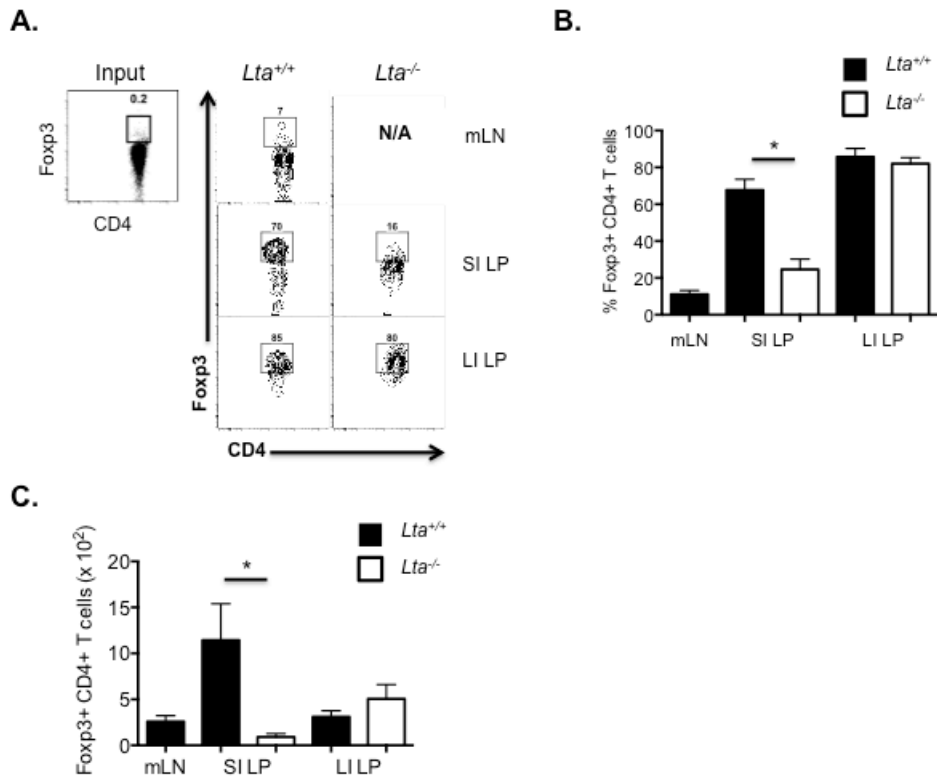 A.
Input
Lta+/+
Lta-/-
0.2
Foxp3
CD4
7
N/A
mLN
70
16
SI LP
85
80
LI LP
Foxp3
CD4
B.
Lta+/+
Lta-/-
% Foxp3+ CD4+ T cells
100
80
60
40
20
0
*
mLN SI LP LI LP
C.
Lta+/+
Lta-/-
Foxp3+ CD4+ T cells (x 10²)
20
15
10
5
0
*
mLN SI LP LI LP